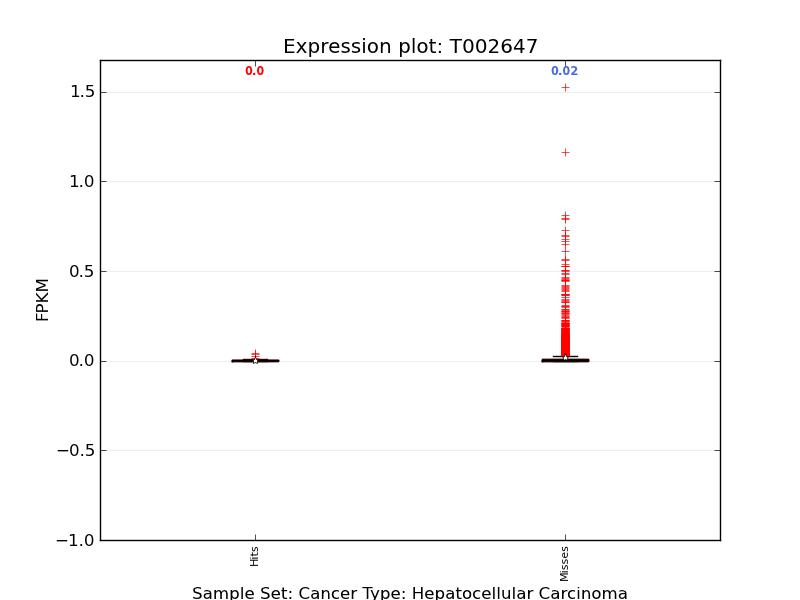 Expression plot: T002647
0.0
0.02
1.5
1.0
0.5
0.0
−0.5
−1.0
FPKM
Hits
Misses
Sample Set: Cancer Type: Hepatocellular Carcinoma